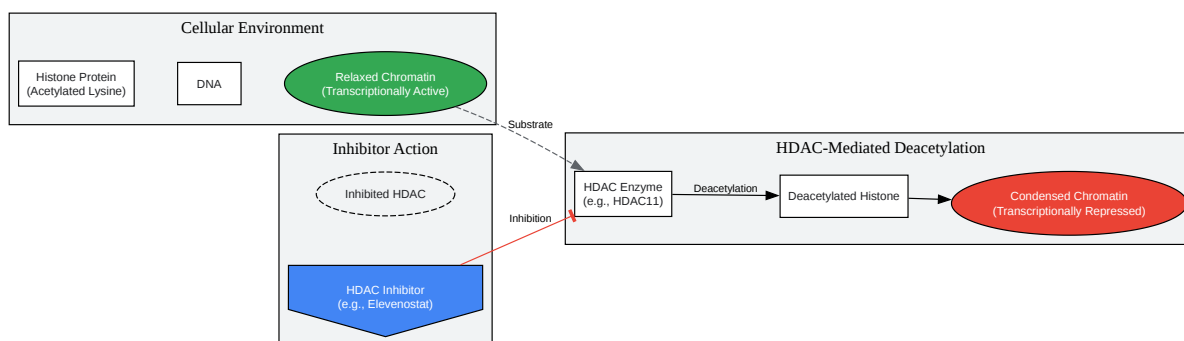 Cellular Environment
Histone Protein
(Acetylated Lysine)
DNA
Relaxed Chromatin
(Transcriptionally Active)
Substrate
Inhibitor Action
Inhibited HDAC
Inhibition
HDAC Inhibitor
(e.g., Elevenostat)
HDAC-Mediated Deacetylation
HDAC Enzyme
(e.g., HDAC11)
Deacetylation
Deacetylated Histone
Condensed Chromatin
(Transcriptionally Repressed)